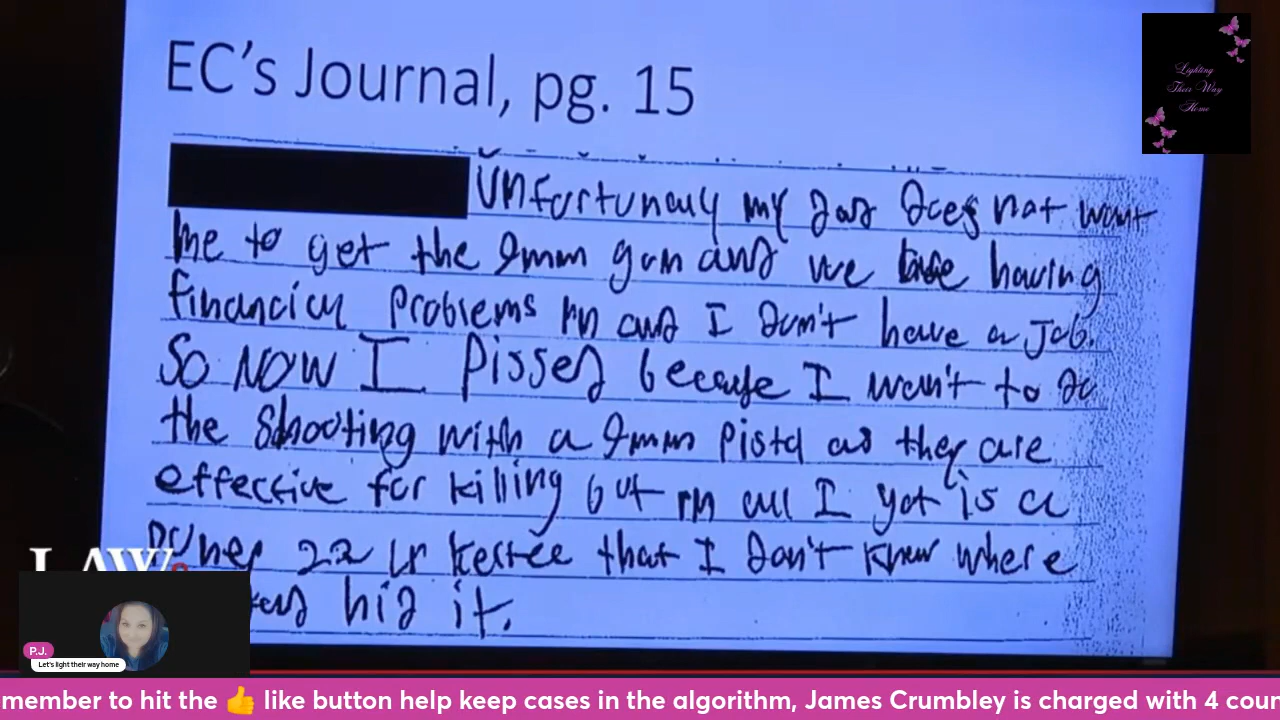 EC's Journal, pg. 15
Lighting
Their Way
Home
Unfortunaly my dad does not want
me to get the 9mm gun and we are having
financial problems rn and I don't have a job.
So NOW I pissed because I wan't to do
the shooting with a 9mm pistol as they are
effective for killing but rn all I got is a
22 lr keltec that I don't know where
hid it.
LAW
P.J.
Let's light their way home
member to hit the 👍 like button help keep cases in the algorithm, James Crumbley is charged with 4 coun